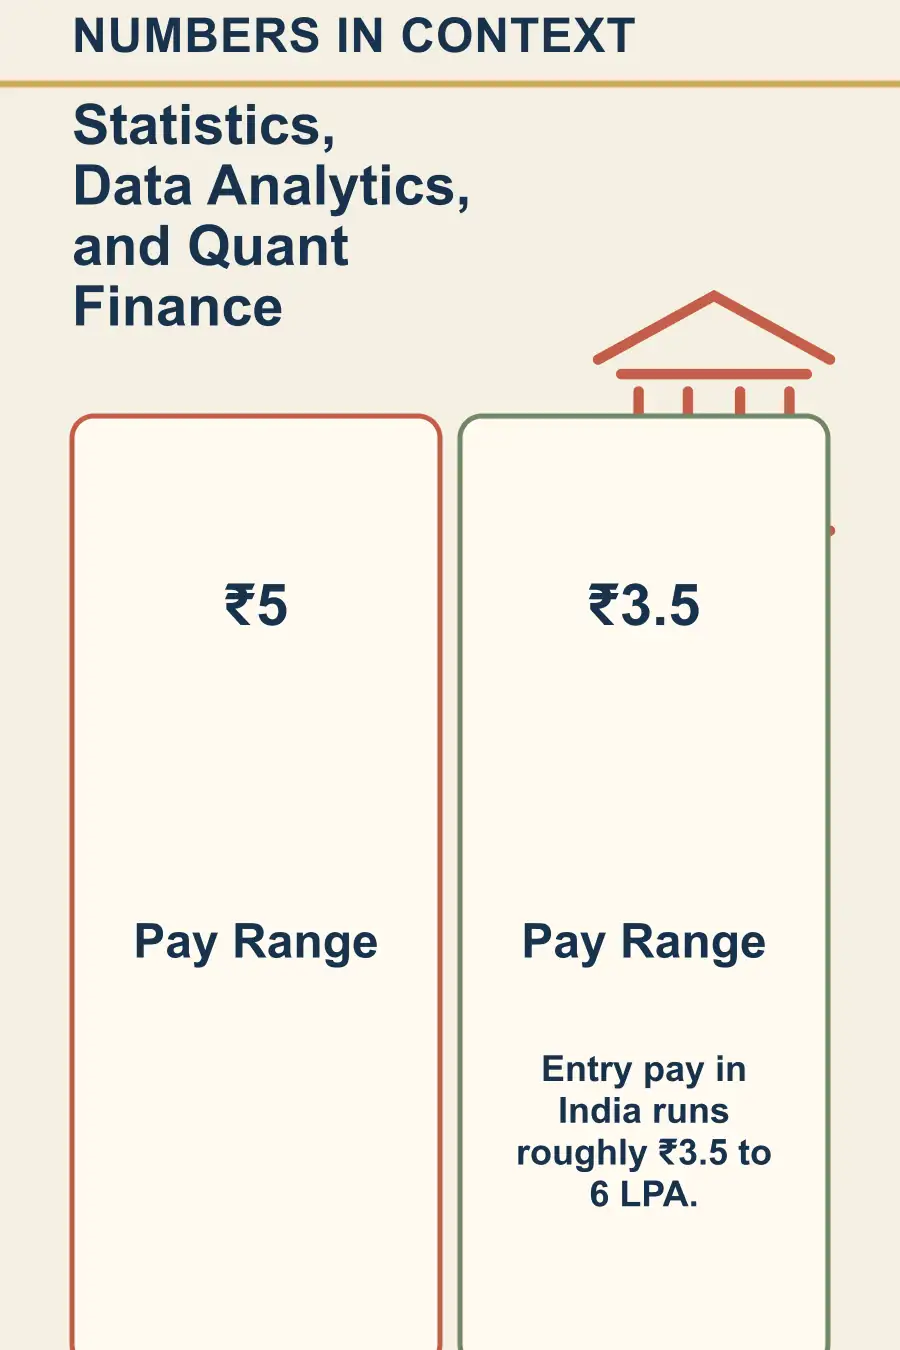 NUMBERS IN CONTEXT
Statistics,
Data Analytics,
and Quant
Finance
₹5
Pay Range
₹3.5
Pay Range
Entry pay in
India runs
roughly ₹3.5 to
6 LPA.